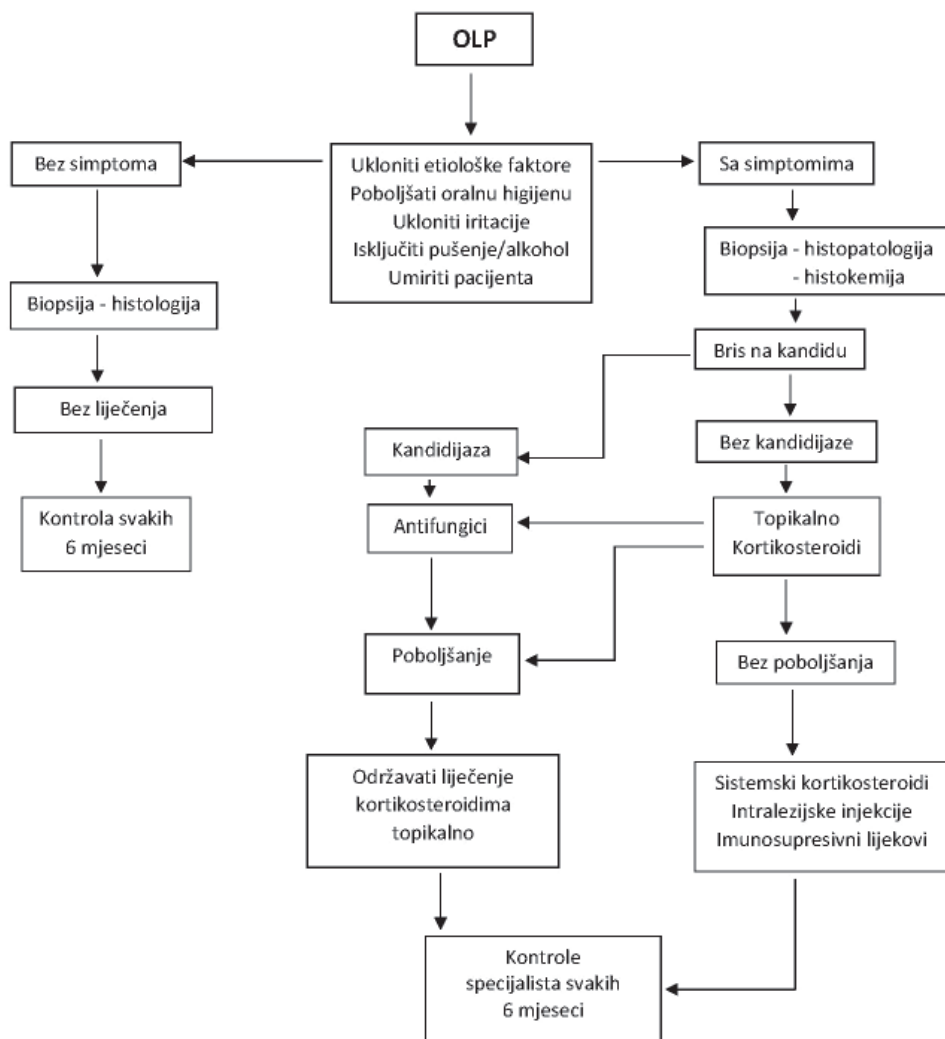 OLP
Bez simptoma
Ukloniti etiološke faktore
Poboljšati oralnu higijenu
Ukloniti iritacije
Isključiti pušenje/alkohol
Umiriti pacijenta
Sa simptomima
Biopsija - histopatologija
- histokemija
Biopsija - histologija
Bris na kandidu
Bez liječenja
Kandidijaza
Bez kandidijaze
Kontrola svakih
6 mjeseci
Antifungici
Topikalno
Kortikosteroidi
Poboljšanje
Bez poboljšanja
Održavati liječenje
kortikosteroidima
topikalno
Sistemski kortikosteroidi
Intralezijske injekcije
Imunosupresivni lijekovi
Kontrole
specijalista svakih
6 mjeseci